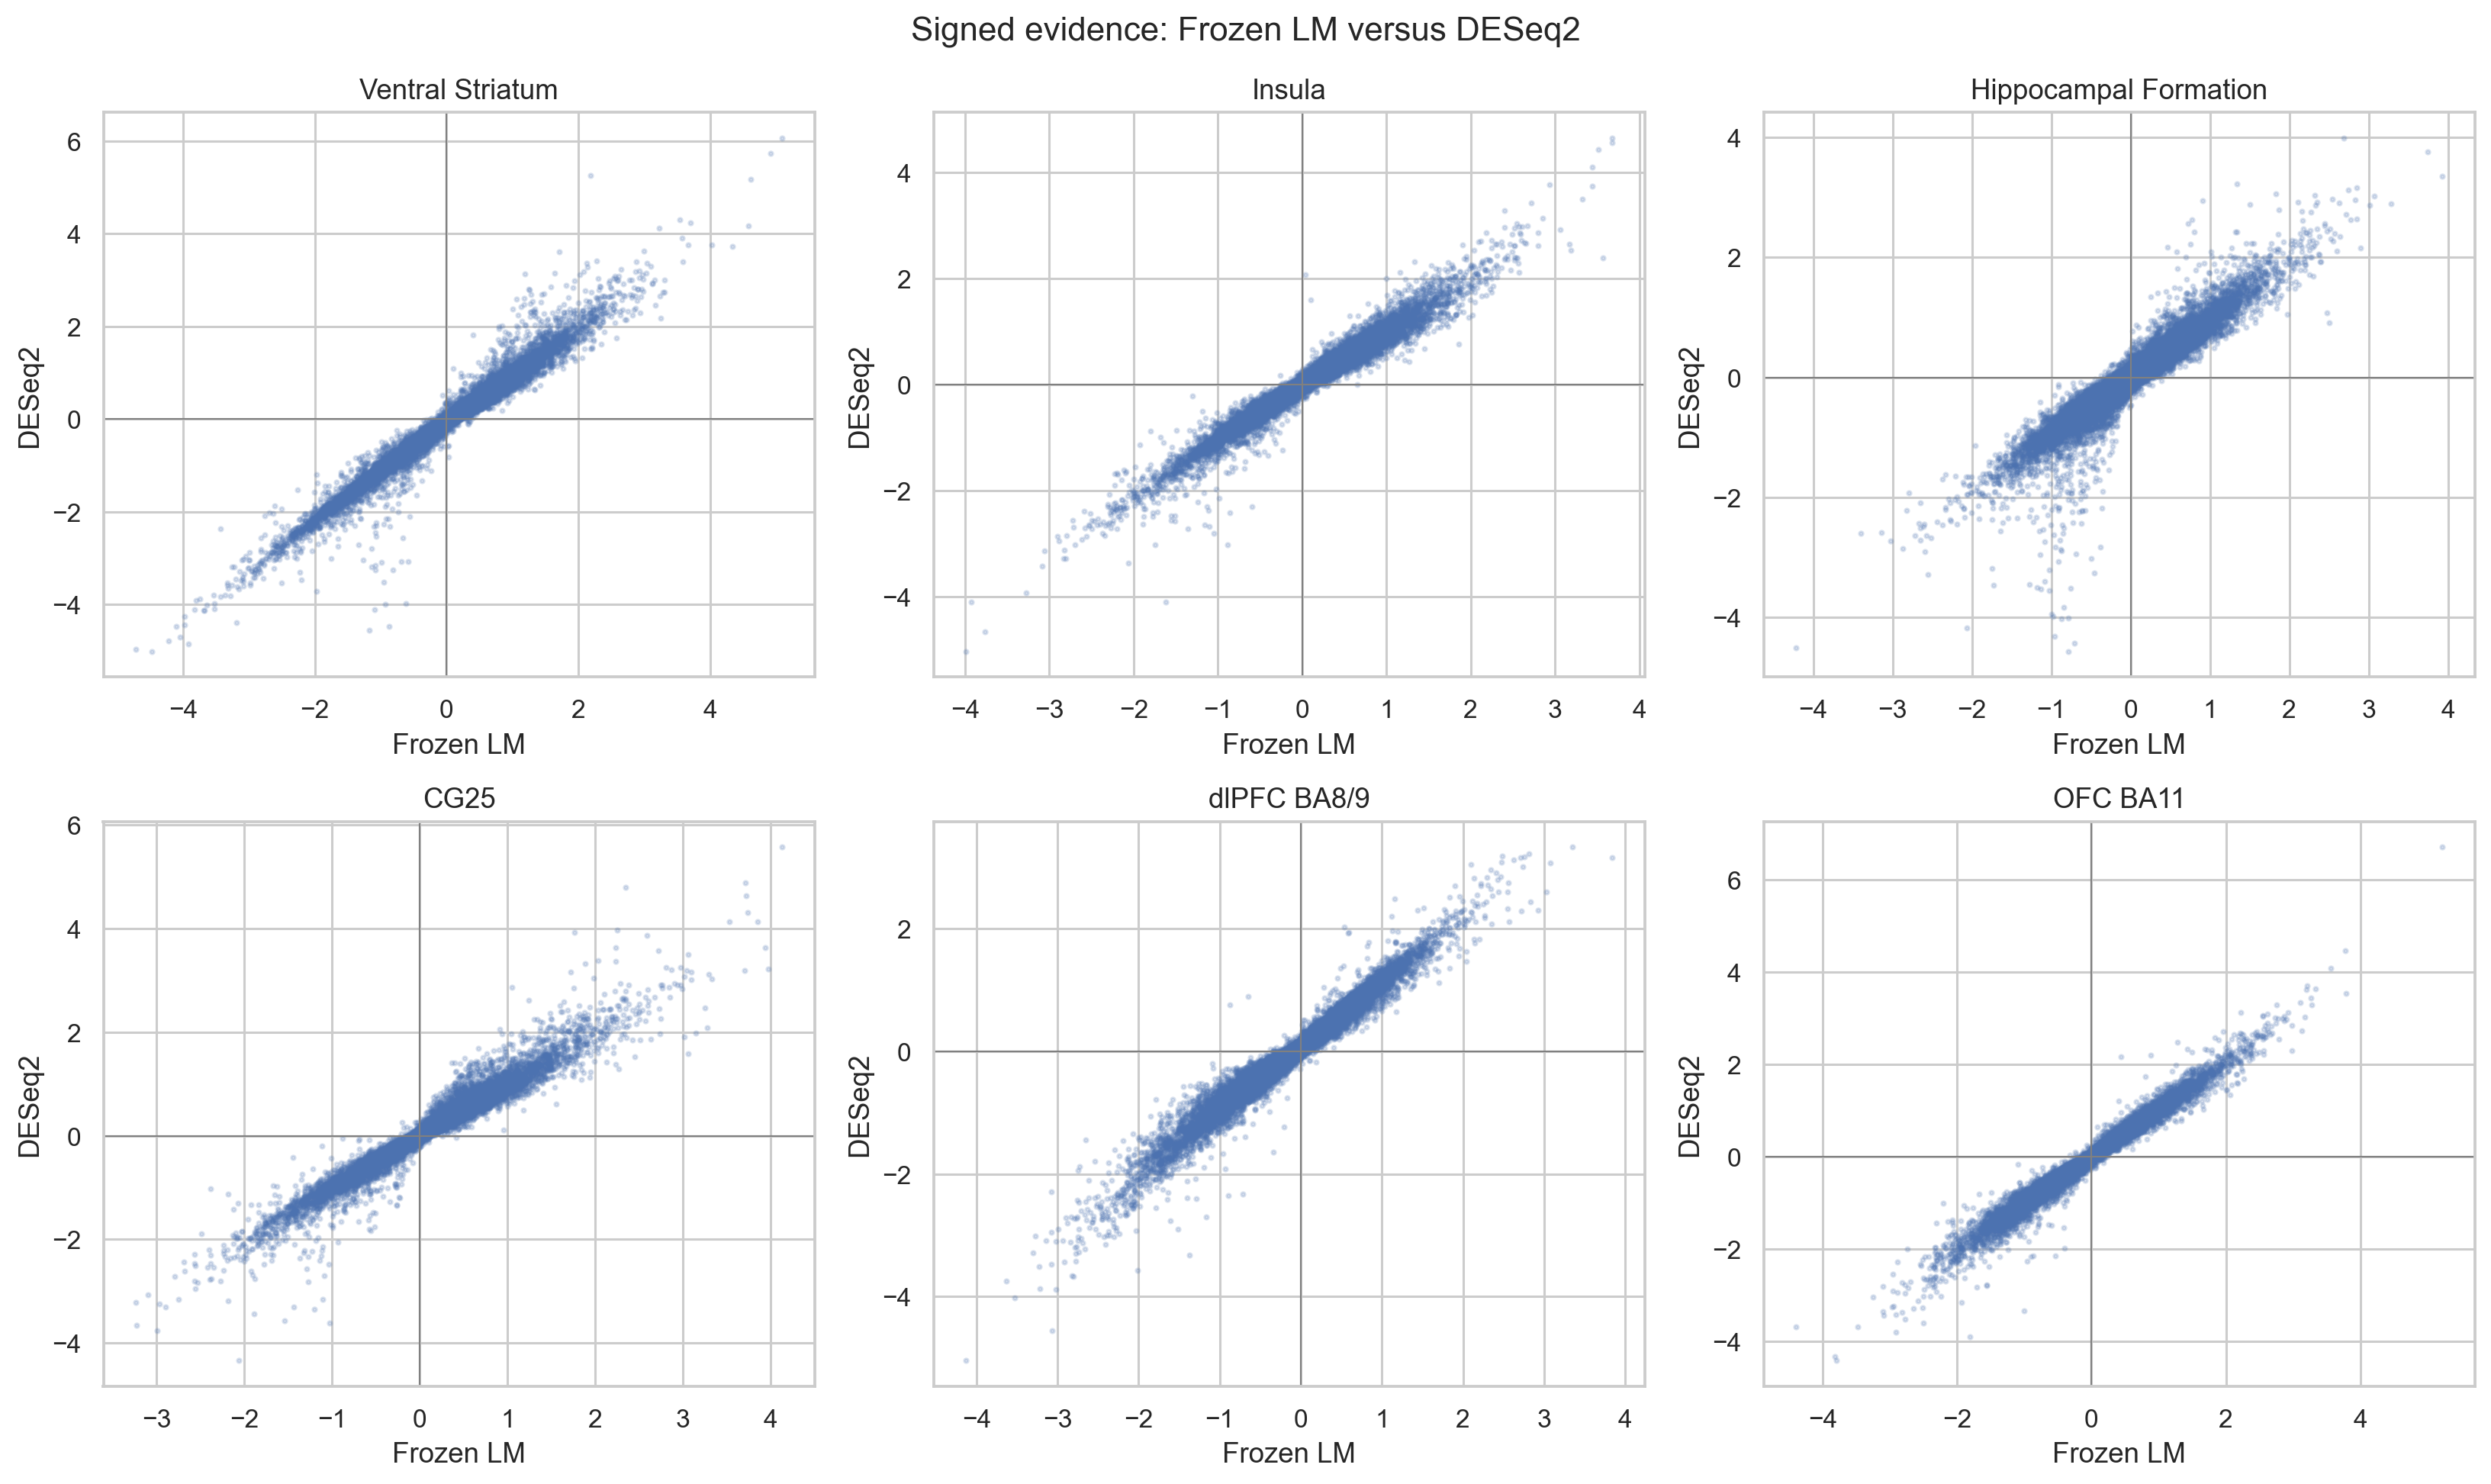 Signed evidence: Frozen LM versus DESeq2
Ventral Striatum
DESeq2
6
4
2
0
−2
−4
−4 −2 0 2 4
Frozen LM
Insula
DESeq2
4
2
0
−2
−4
−4 −3 −2 −1 0 1 2 3 4
Frozen LM
Hippocampal Formation
DESeq2
4
2
0
−2
−4
−4 −3 −2 −1 0 1 2 3 4
Frozen LM
CG25
DESeq2
6
4
2
0
−2
−4
−3 −2 −1 0 1 2 3 4
Frozen LM
dlPFC BA8/9
DESeq2
2
0
−2
−4
−4 −3 −2 −1 0 1 2 3 4
Frozen LM
OFC BA11
DESeq2
6
4
2
0
−2
−4
−4 −2 0 2 4
Frozen LM